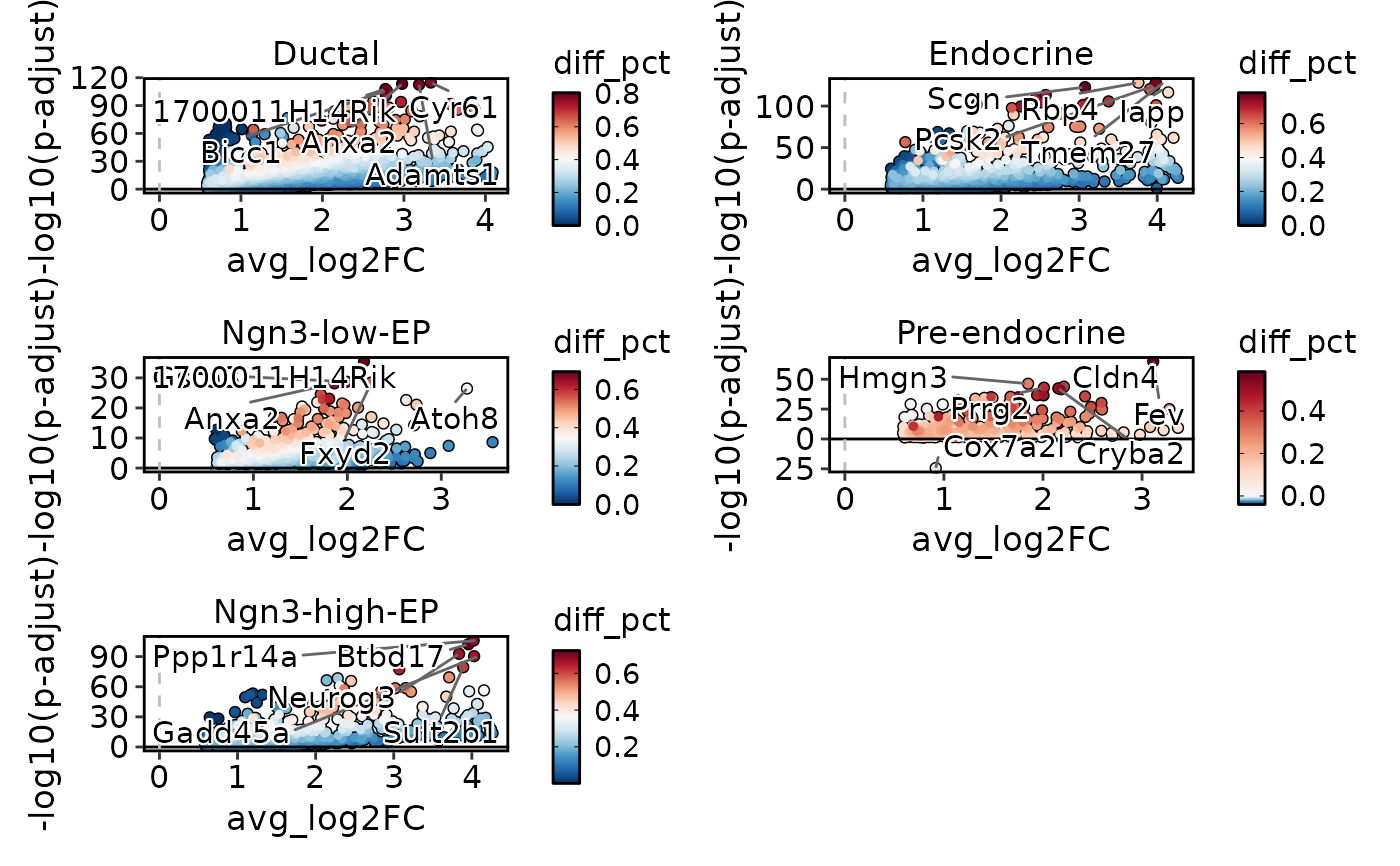 Ductal
-log10(p-adjust)
120
90
60
30
0
1700011H14Rik
Cyr61
Bicc1
Anxa2
Adamts1
0 1 2 3 4
avg_log2FC
diff_pct
0.8
0.6
0.4
0.2
0.0
Endocrine
-log10(p-adjust)
100
50
0
Scgn
Rbp4
Iapp
Pcsk2
Tmem27
0 1 2 3 4
avg_log2FC
diff_pct
0.6
0.4
0.2
0.0
Ngn3-low-EP
-log10(p-adjust)
30
20
10
0
1700011H14Rik
Anxa2
Atoh8
Fxyd2
0 1 2 3
avg_log2FC
diff_pct
0.6
0.4
0.2
0.0
Pre-endocrine
-log10(p-adjust)
50
25
0
25
Hmgn3
Cldn4
Prrg2
Fev
Cox7a2l
Cryba2
0 1 2 3
avg_log2FC
diff_pct
0.4
0.2
0.0
Ngn3-high-EP
-log10(p-adjust)
90
60
30
0
Ppp1r14a
Btbd17
Neurog3
Gadd45a
Sult2b1
0 1 2 3 4
avg_log2FC
diff_pct
0.6
0.4
0.2